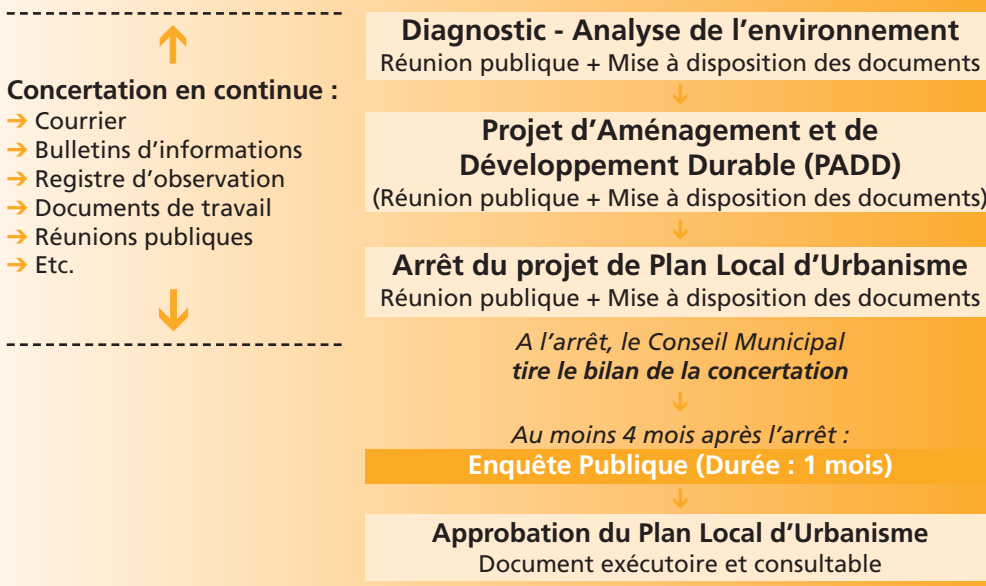 Concertation en continue :
➔ Courrier
➔ Bulletins d’informations
➔ Registre d’observation
➔ Documents de travail
➔ Réunions publiques
➔ Etc.
Diagnostic - Analyse de l’environnement
Réunion publique + Mise à disposition des documents
Projet d’Aménagement et de
Développement Durable (PADD)
(Réunion publique + Mise à disposition des documents)
Arrêt du projet de Plan Local d’Urbanisme
Réunion publique + Mise à disposition des documents
A l’arrêt, le Conseil Municipal
tire le bilan de la concertation
Au moins 4 mois après l’arrêt :
Enquête Publique (Durée : 1 mois)
Approbation du Plan Local d’Urbanisme
Document exécutoire et consultable